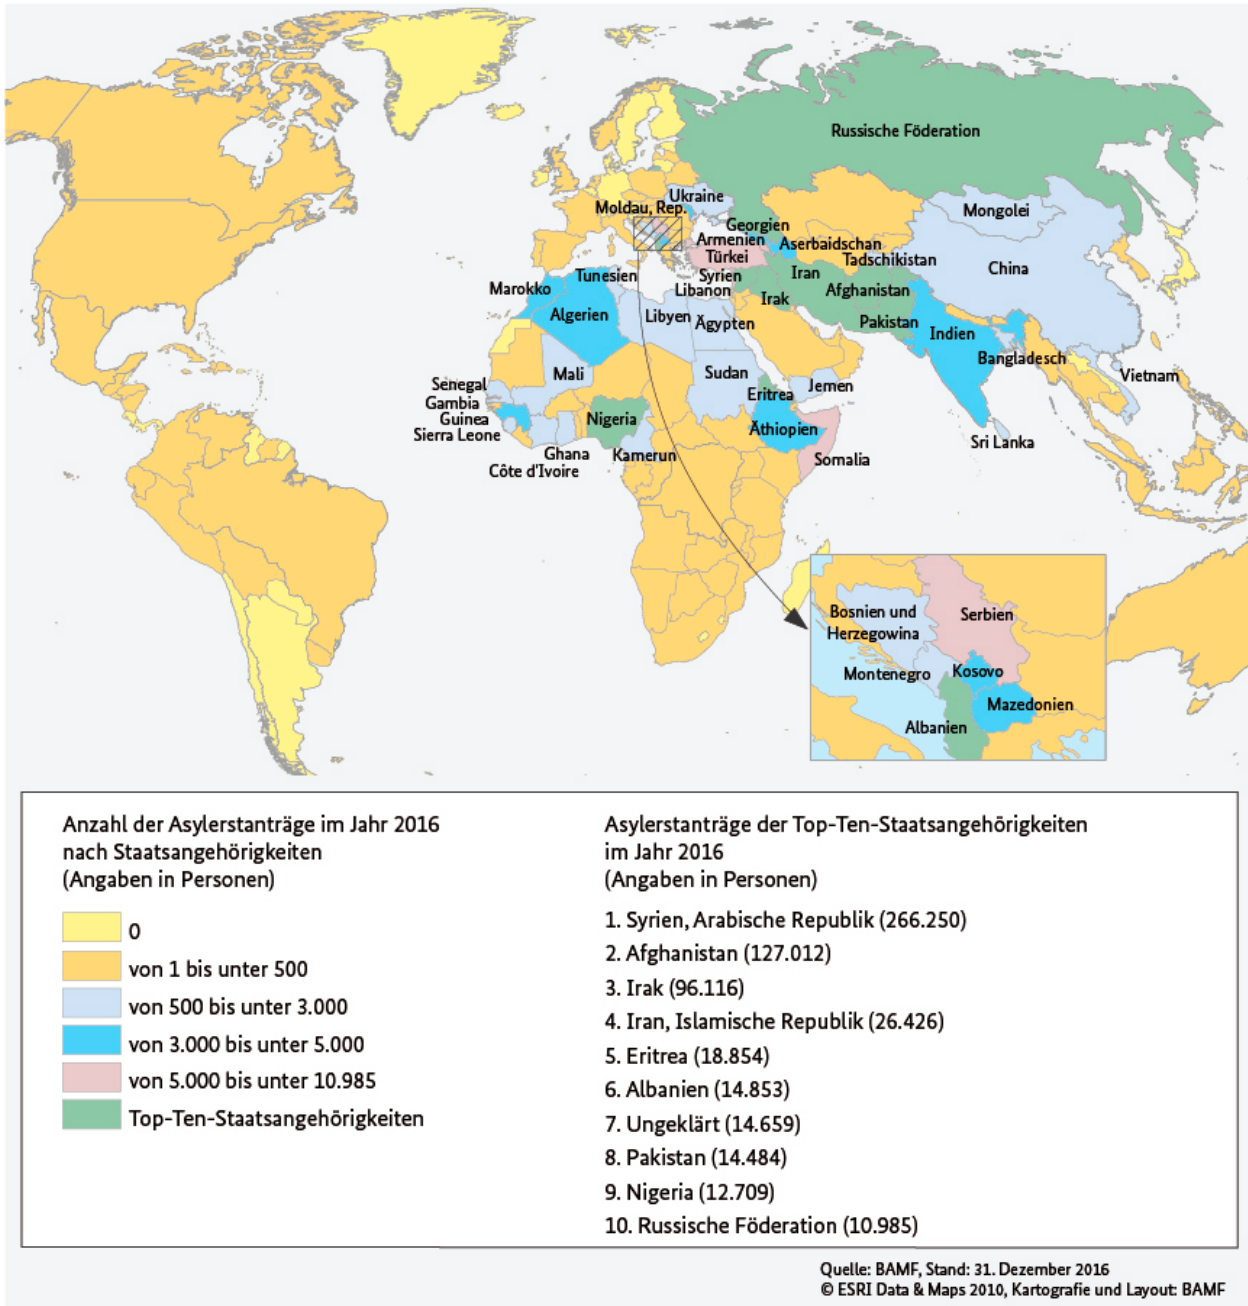 Russische Föderation
Ukraine
Moldau, Rep.
Mongolei
Georgien
Armenien
Aserbaidschan
Türkei
Tadschikistan
China
Tunesien
Syrien
Iran
Marokko
Libanon
Afghanistan
Irak
Algerien
Libyen
Ägypten
Pakistan
Indien
Bangladesch
Mali
Sudan
Vietnam
Senegal
Jemen
Eritrea
Gambia
Guinea
Nigeria
Äthiopien
Sierra Leone
Sri Lanka
Ghana
Kamerun
Somalia
Côte d'Ivoire
Bosnien und
Herzegowina
Serbien
Montenegro
Kosovo
Mazedonien
Albanien
Anzahl der Asylerstanträge im Jahr 2016
nach Staatsangehörigkeiten
(Angaben in Personen)
0
von 1 bis unter 500
von 500 bis unter 3.000
von 3.000 bis unter 5.000
von 5.000 bis unter 10.985
Top-Ten-Staatsangehörigkeiten
Asylerstanträge der Top-Ten-Staatsangehörigkeiten
im Jahr 2016
(Angaben in Personen)
1. Syrien, Arabische Republik (266.250)
2. Afghanistan (127.012)
3. Irak (96.116)
4. Iran, Islamische Republik (26.426)
5. Eritrea (18.854)
6. Albanien (14.853)
7. Ungeklärt (14.659)
8. Pakistan (14.484)
9. Nigeria (12.709)
10. Russische Föderation (10.985)
Quelle: BAMF, Stand: 31. Dezember 2016
© ESRI Data & Maps 2010, Kartografie und Layout: BAMF